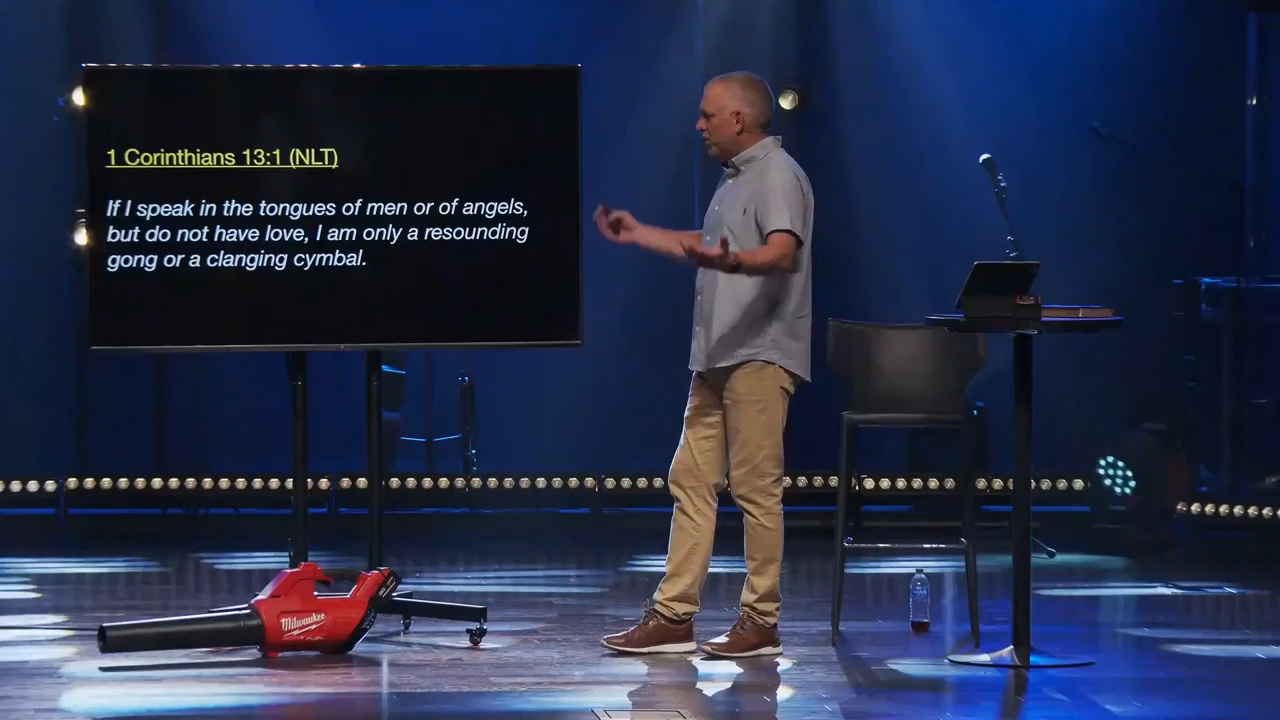 1 Corinthians 13:1 (NLT)
If I speak in the tongues of men or of angels,
but do not have love, I am only a resounding
gong or a clanging cymbal.
Milwaukee